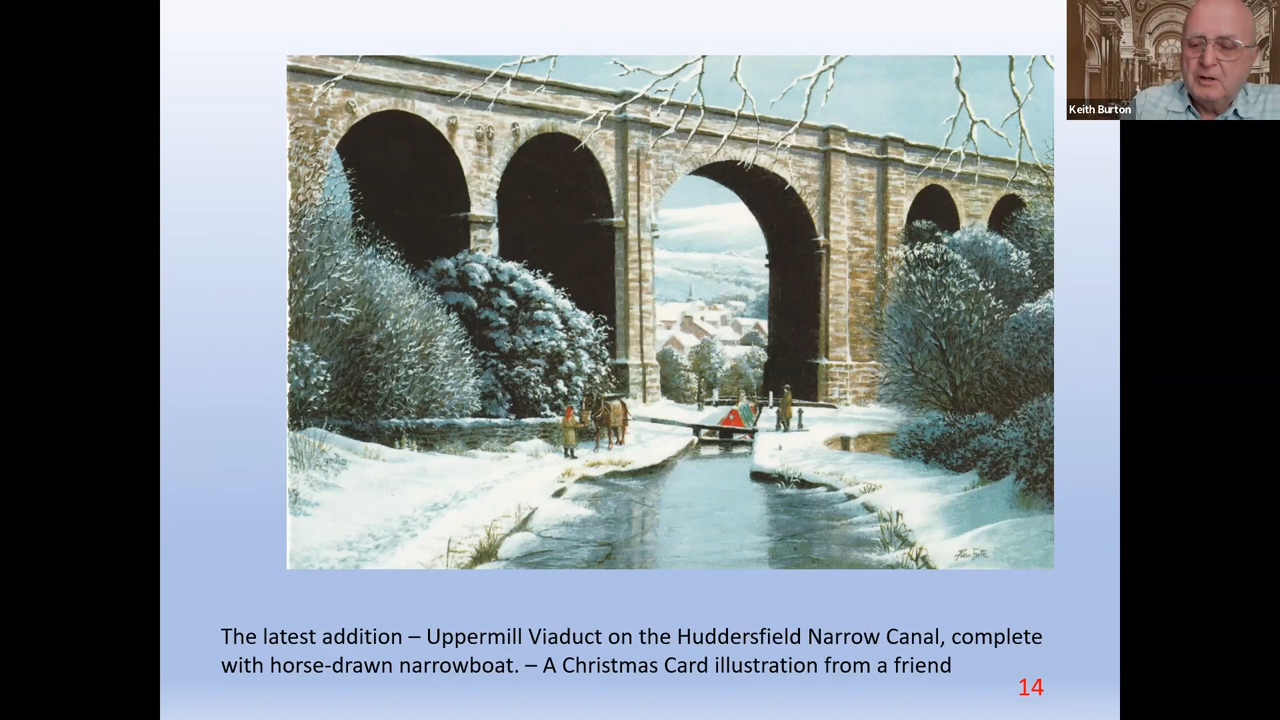 Keith Burton
The latest addition – Uppermill Viaduct on the Huddersfield Narrow Canal, complete
with horse-drawn narrowboat. – A Christmas Card illustration from a friend
14